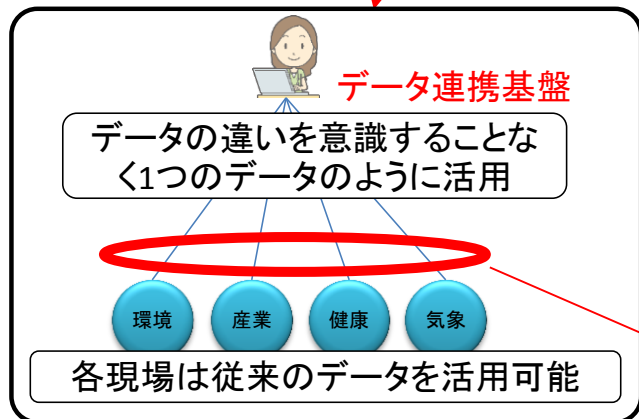 データ連携基盤
データの違いを意識することな
く1つのデータのように活用
環境
産業
健康
気象
各現場は従来のデータを活用可能